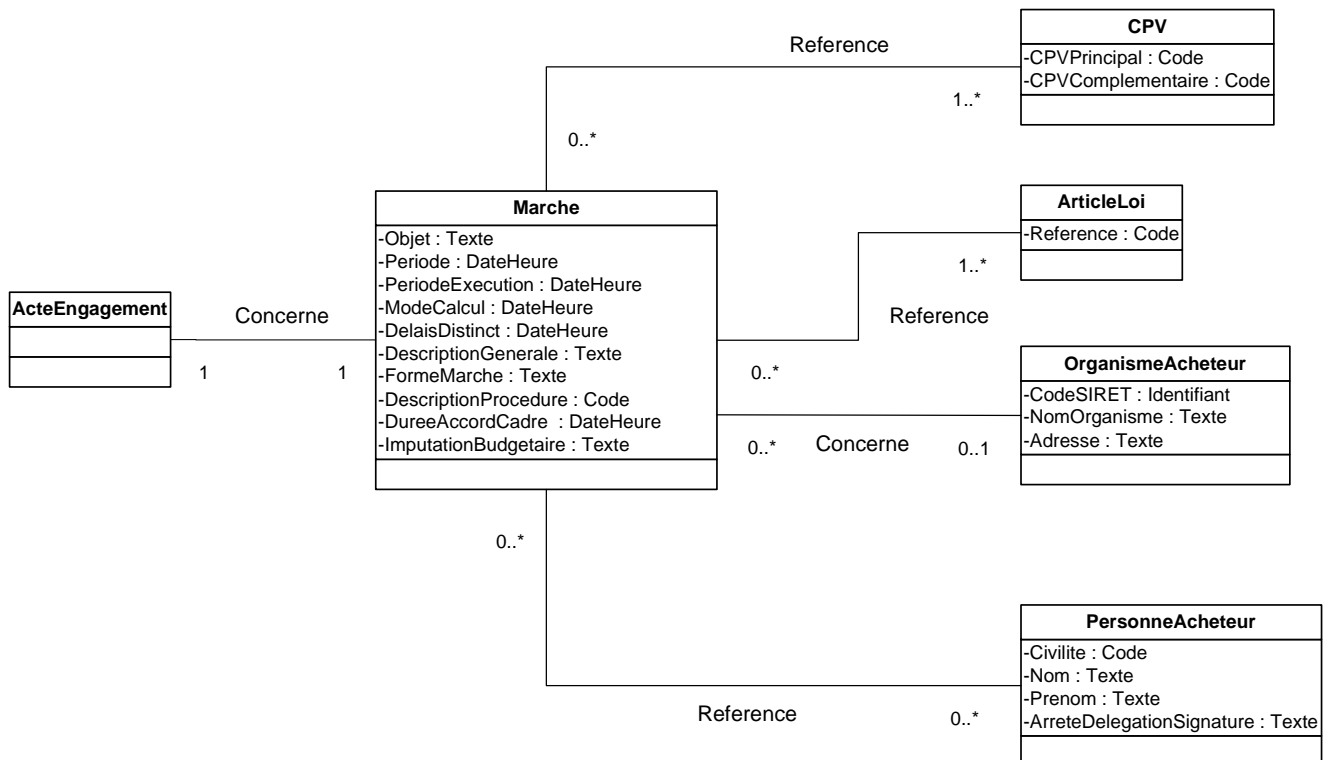 CPV
-CPVPrincipal : Code
-CPVComplementaire : Code
Reference
1..*
0..*
Marche
-Objet : Texte
-Periode : DateHeure
-PeriodeExecution : DateHeure
-ModeCalcul : DateHeure
-DelaisDistinct : DateHeure
-DescriptionGenerale : Texte
-FormeMarche : Texte
-DescriptionProcedure : Code
-DureeAccordCadre : DateHeure
-ImputationBudgetaire : Texte
ArticleLoi
-Reference : Code
1..*
Reference
0..*
ActeEngagement
Concerne
1
1
OrganismeAcheteur
-CodeSIRET : Identifiant
-NomOrganisme : Texte
-Adresse : Texte
0..*
Concerne
0..1
0..*
PersonneAcheteur
-Civilite : Code
-Nom : Texte
-Prenom : Texte
-ArreteDelegationSignature : Texte
Reference
0..*